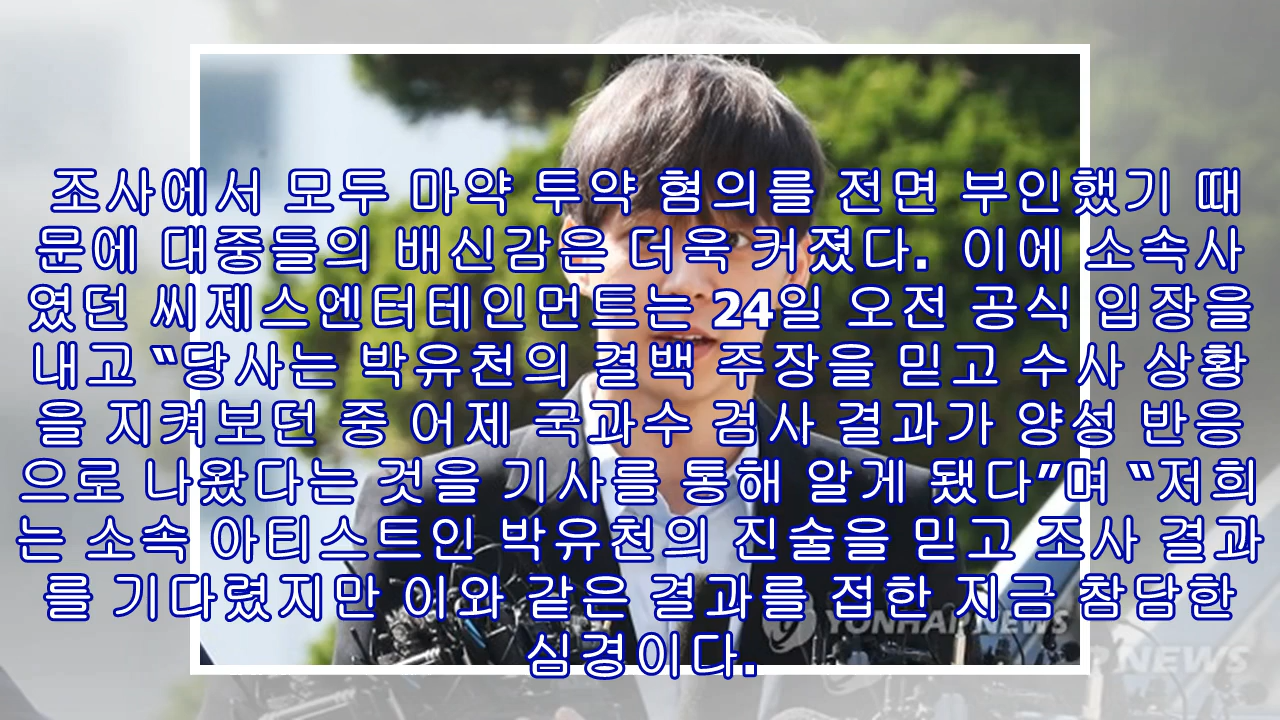 조사에서 모두 마약 투약 혐의를 전면 부인했기 때
문에 대중들의 배신감은 더욱 커졌다. 이에 소속사
였던 씨제스엔터테인먼트는 24일 오전 공식 입장을
내고 “당사는 박유천의 결백 주장을 믿고 수사 상황
을 지켜보던 중 어제 국과수 검사 결과가 양성 반응
으로 나왔다는 것을 기사를 통해 알게 됐다”며 “저희
는 소속 아티스트인 박유천의 진술을 믿고 조사 결과
를 기다렸지만 이와 같은 결과를 접한 지금 참담한
심경이다.
YONHAPNEWS
P NEWS